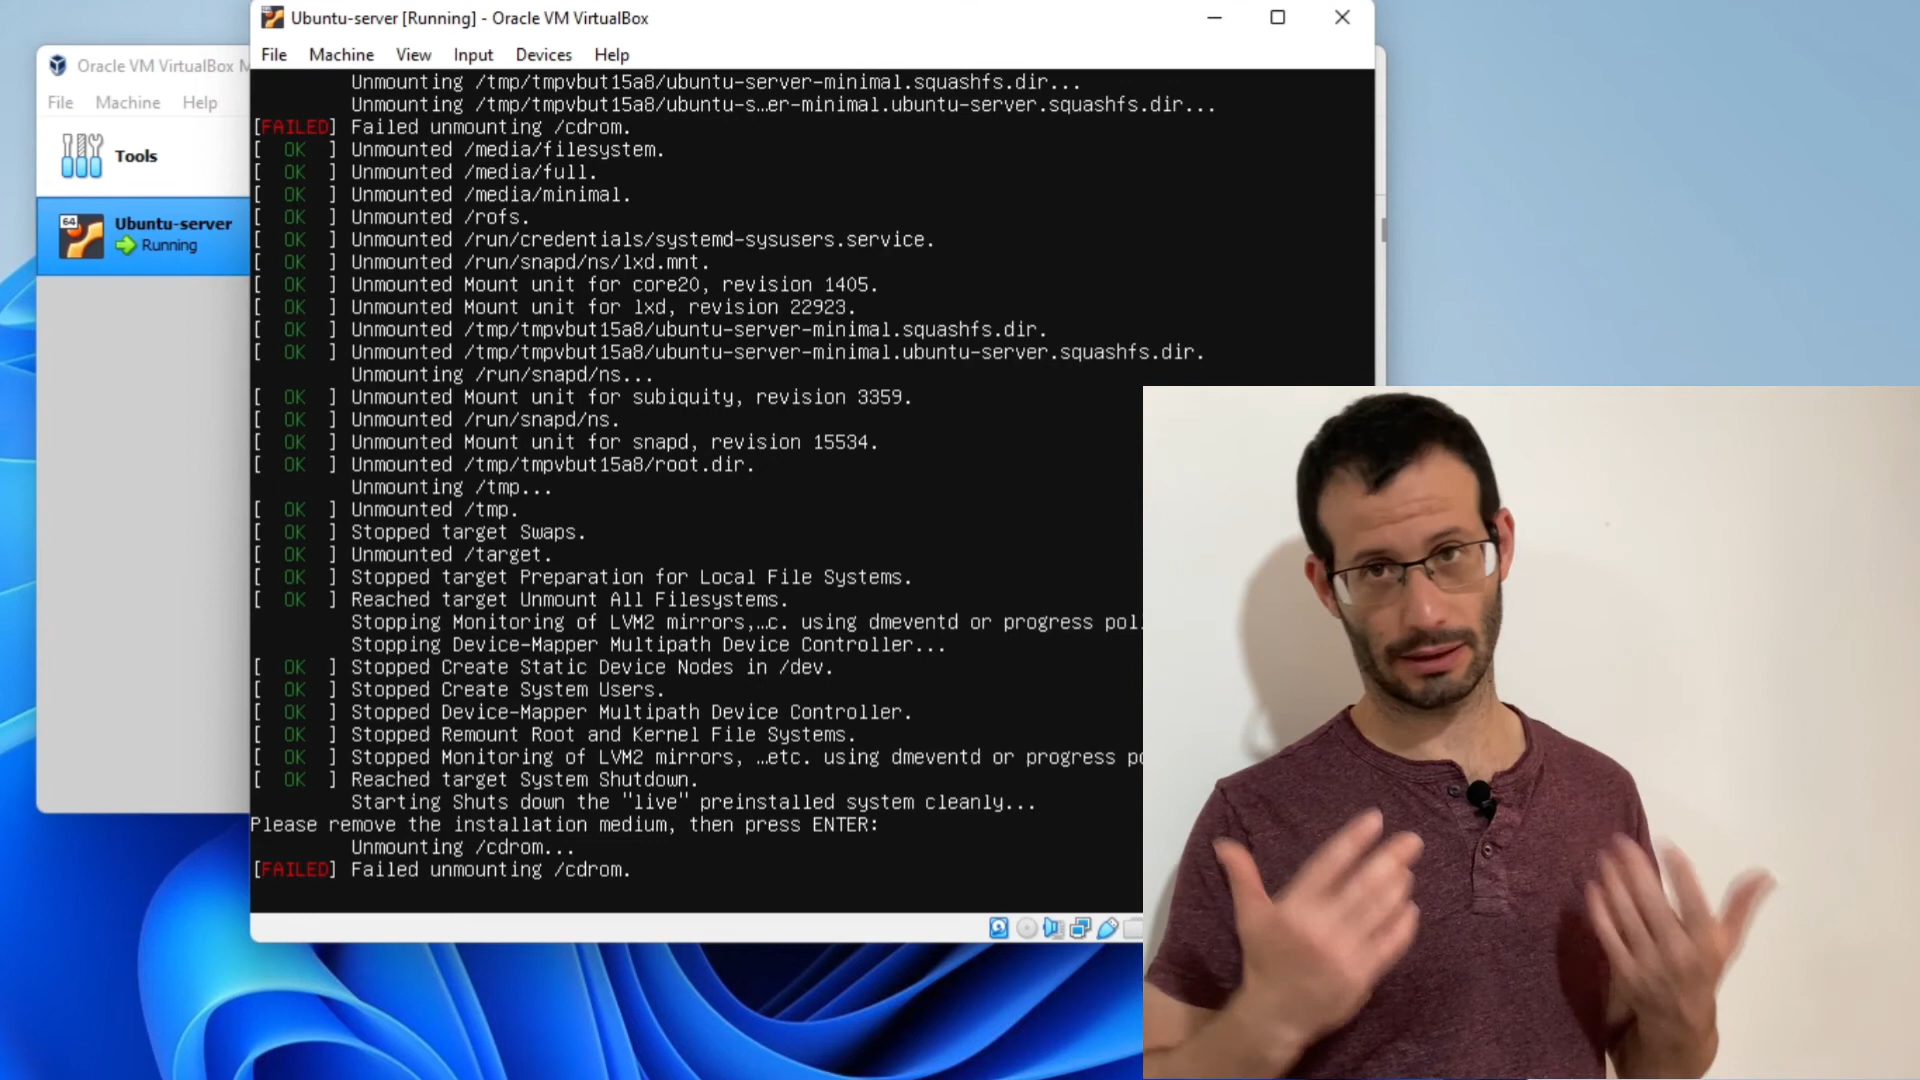 Ubuntu-server [Running] - Oracle VM VirtualBox
File Machine View Input Devices Help
Oracle VM VirtualBox
File Machine Help
Tools
64
Ubuntu-server
Running
Unmounting /tmp/tmpvbut15a8/ubuntu-server-minimal.squashfs.dir...
Unmounting /tmp/tmpvbut15a8/ubuntu-s…er-minimal.ubuntu-server.squashfs.dir...
[FAILED] Failed unmounting /cdrom.
[  OK  ] Unmounted /media/filesystem.
[  OK  ] Unmounted /media/full.
[  OK  ] Unmounted /media/minimal.
[  OK  ] Unmounted /rofs.
[  OK  ] Unmounted /run/credentials/systemd-sysusers.service.
[  OK  ] Unmounted /run/snapd/ns/lxd.mnt.
[  OK  ] Unmounted Mount unit for core20, revision 1405.
[  OK  ] Unmounted Mount unit for lxd, revision 22923.
[  OK  ] Unmounted /tmp/tmpvbut15a8/ubuntu-server-minimal.squashfs.dir.
[  OK  ] Unmounted /tmp/tmpvbut15a8/ubuntu-server-minimal.ubuntu-server.squashfs.dir.
Unmounting /run/snapd/ns...
[  OK  ] Unmounted Mount unit for subiquity, revision 3359.
[  OK  ] Unmounted /run/snapd/ns.
[  OK  ] Unmounted Mount unit for snapd, revision 15534.
[  OK  ] Unmounted /tmp/tmpvbut15a8/root.dir.
Unmounting /tmp...
[  OK  ] Unmounted /tmp.
[  OK  ] Stopped target Swaps.
[  OK  ] Unmounted /target.
[  OK  ] Stopped target Preparation for Local File Systems.
[  OK  ] Reached target Unmount All Filesystems.
Stopping Monitoring of LVM2 mirrors,…c. using dmeventd or progress pol
Stopping Device-Mapper Multipath Device Controller...
[  OK  ] Stopped Create Static Device Nodes in /dev.
[  OK  ] Stopped Create System Users.
[  OK  ] Stopped Device-Mapper Multipath Device Controller.
[  OK  ] Stopped Remount Root and Kernel File Systems.
[  OK  ] Stopped Monitoring of LVM2 mirrors, …etc. using dmeventd or progress po
[  OK  ] Reached target System Shutdown.
Starting Shuts down the "live" preinstalled system cleanly...
Please remove the installation medium, then press ENTER:
Unmounting /cdrom...
[FAILED] Failed unmounting /cdrom.